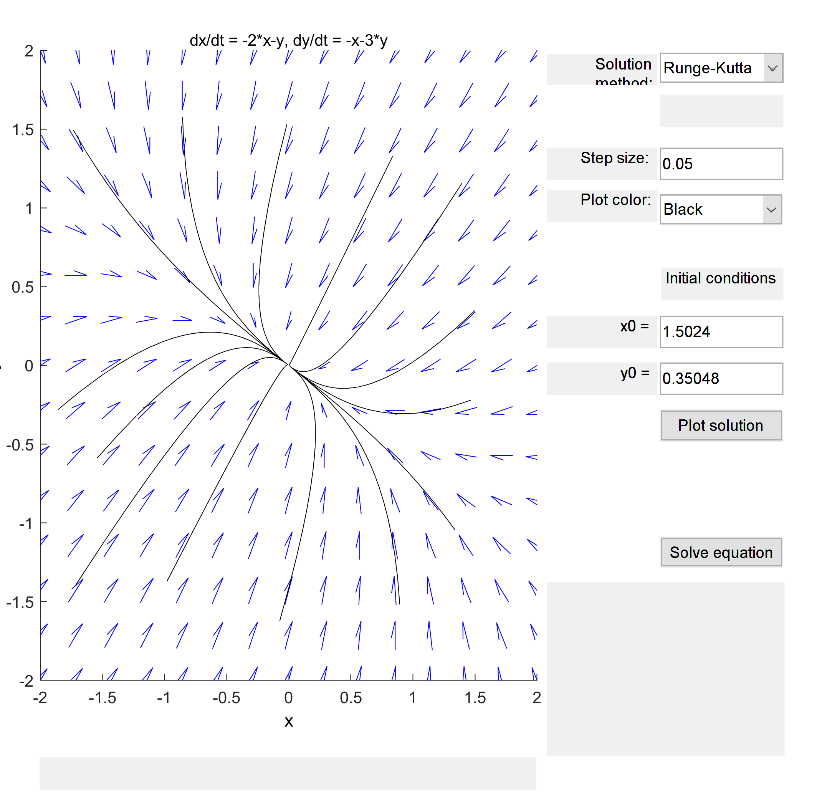 dx/dt = -2*x-y, dy/dt = -x-3*y
2
1.5
1
0.5
0
-0.5
-1
-1.5
-2
-2
-1.5
-1
-0.5
0
0.5
1
1.5
2
x
Solution
method:
Runge-Kutta
Step size:
0.05
Plot color:
Black
Initial conditions
x0 =
1.5024
y0 =
0.35048
Plot solution
Solve equation